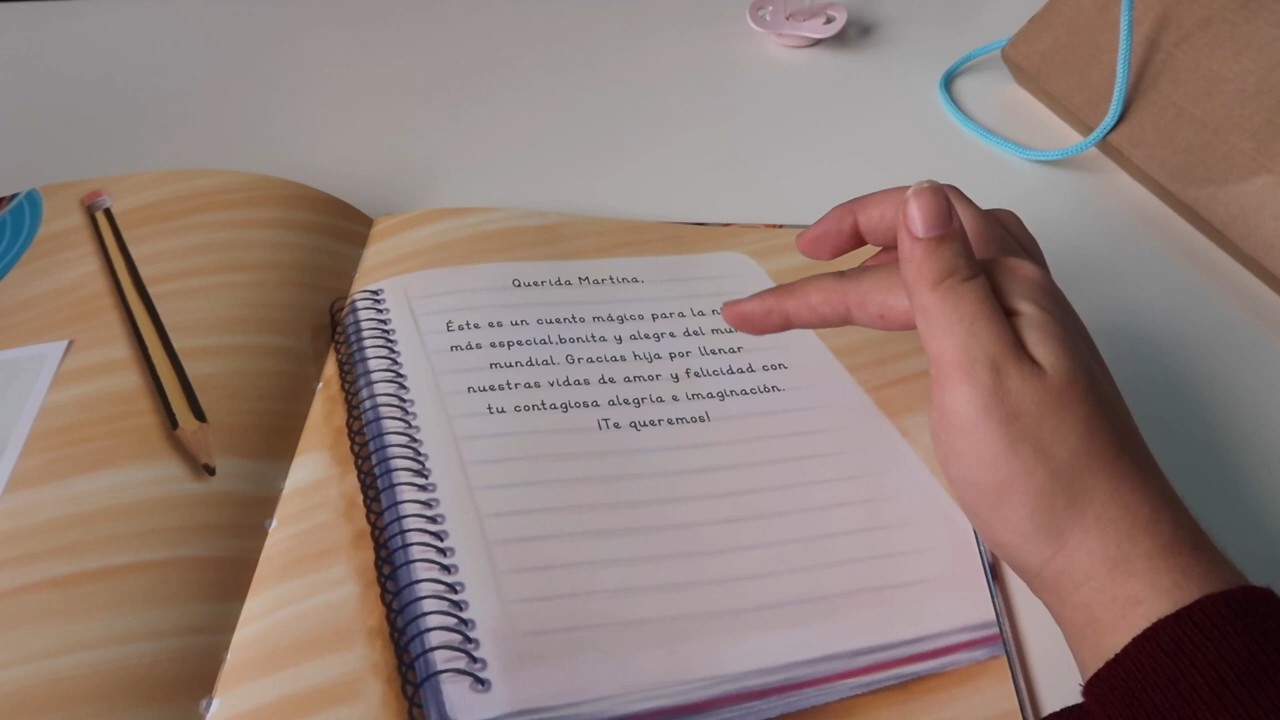 Querida Martina,
Éste es un cuento mágico para la
más especial,bonita y alegre del
mundial. Gracias hija por llenar
nuestras vidas de amor y felicidad con
tu contagiosa alegría e imaginación.
¡Te queremos!